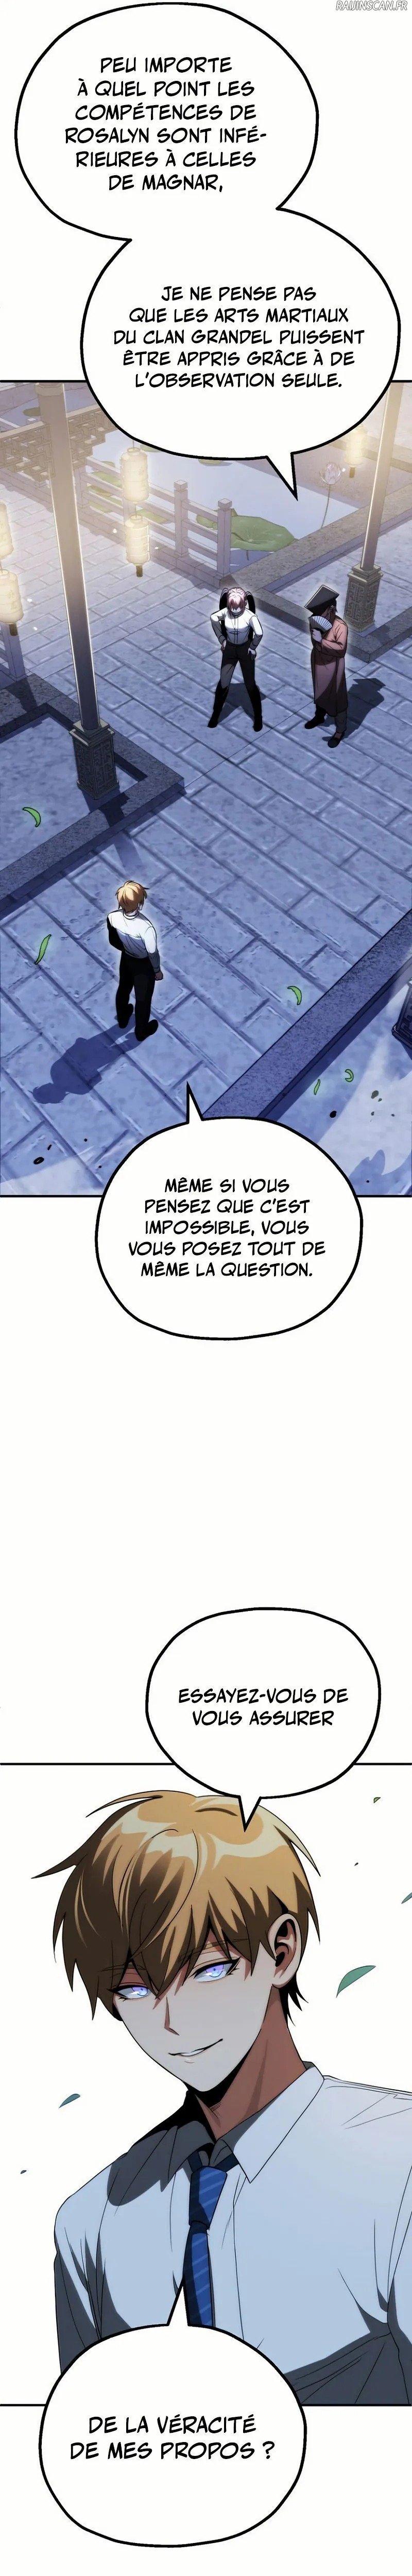 RAIJINSCAN.FR
PEU IMPORTE
À QUEL POINT LES
COMPÉTENCES DE
ROSALYN SONT INFÉ-
RIEURES À CELLES
DE MAGNAR,
JE NE PENSE PAS
QUE LES ARTS MARTIAUX
DU CLAN GRANDEL PUISSENT
ÊTRE APPRIS GRÂCE À DE
L'OBSERVATION SEULE.
MÊME SI VOUS
PENSEZ QUE C'EST
IMPOSSIBLE, VOUS
VOUS POSEZ TOUT DE
MÊME LA QUESTION.
ESSAYEZ-VOUS DE
VOUS ASSURER
DE LA VÉRACITÉ
DE MES PROPOS ?